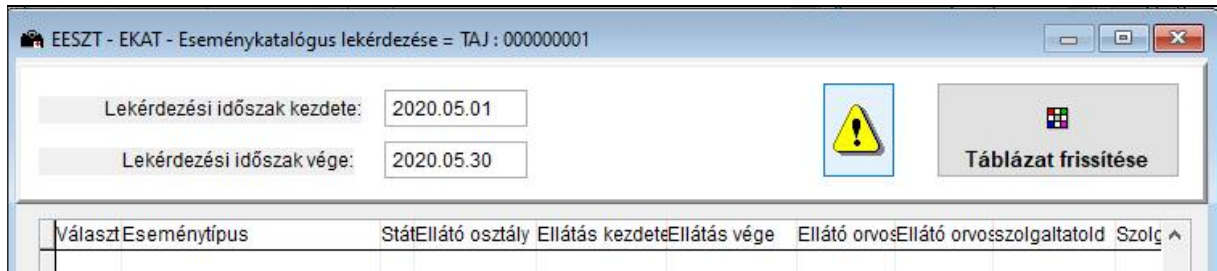 EESZT - EKAT - Eseménykatalógus lekérdezése = TAJ : 000000001
Lekérdezési időszak kezdete: 2020.05.01
Lekérdezési időszak vége: 2020.05.30
Táblázat frissítése
Választ Eseménytípus Stát Ellátó osztály Ellátás kezdete Ellátás vége Ellátó orvos Ellátó orvos szolgaltatoId Szolg